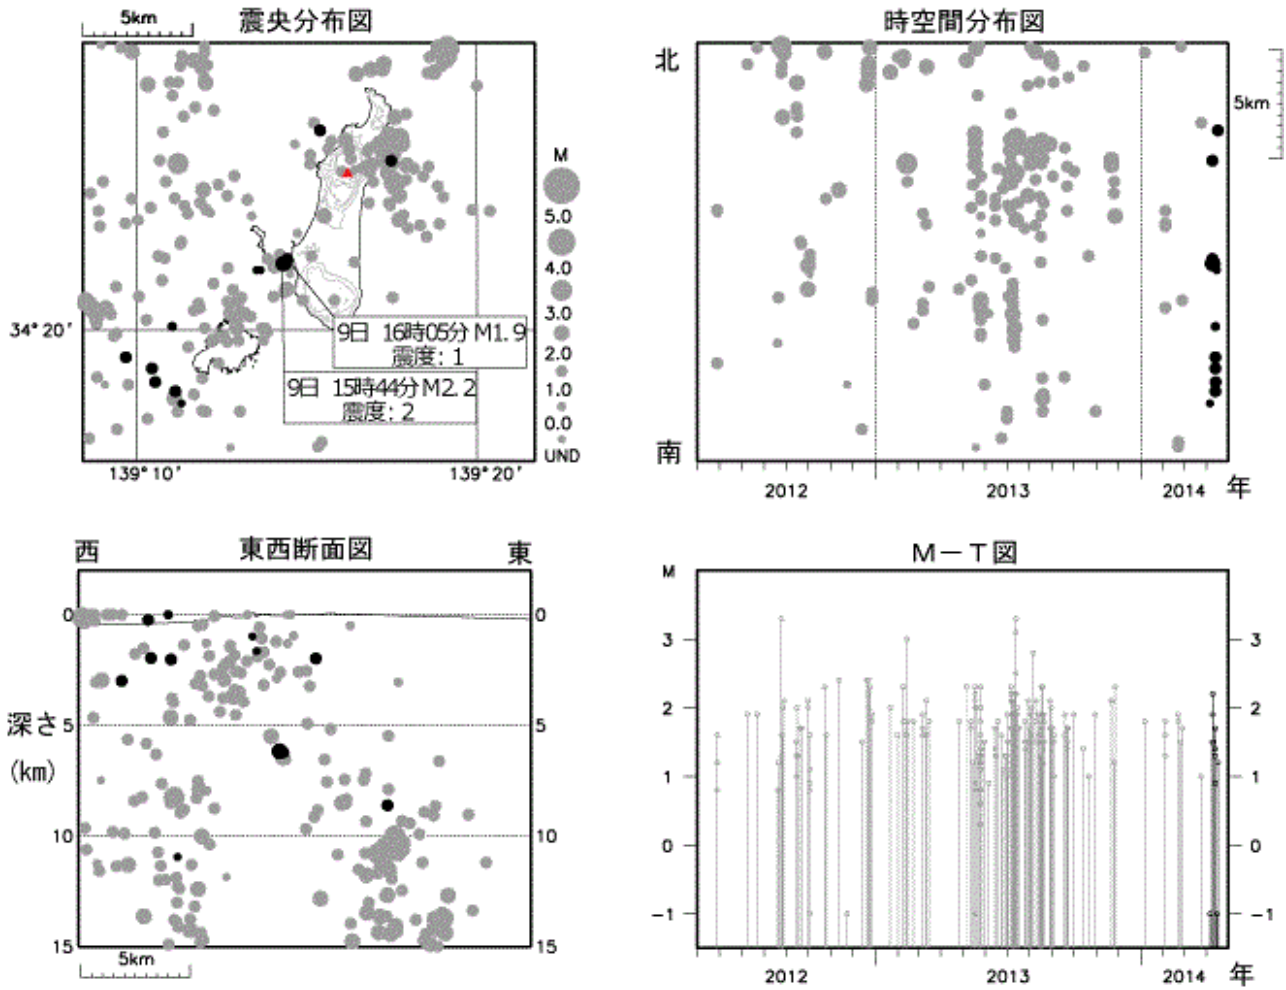 5km
震央分布図
34°20'
139°10'
139°20'
9日 16時05分 M1.9
震度: 1
9日 15時44分 M2.2
震度: 2
M
5.0
4.0
3.0
2.0
1.0
0.0
UND
時空間分布図
北
南
5km
2012
2013
2014
年
東西断面図
西
東
0
5
10
15
0
5
10
15
深さ
(km)
5km
M−T図
M
3
2
1
0
−1
3
2
1
0
−1
2012
2013
2014
年